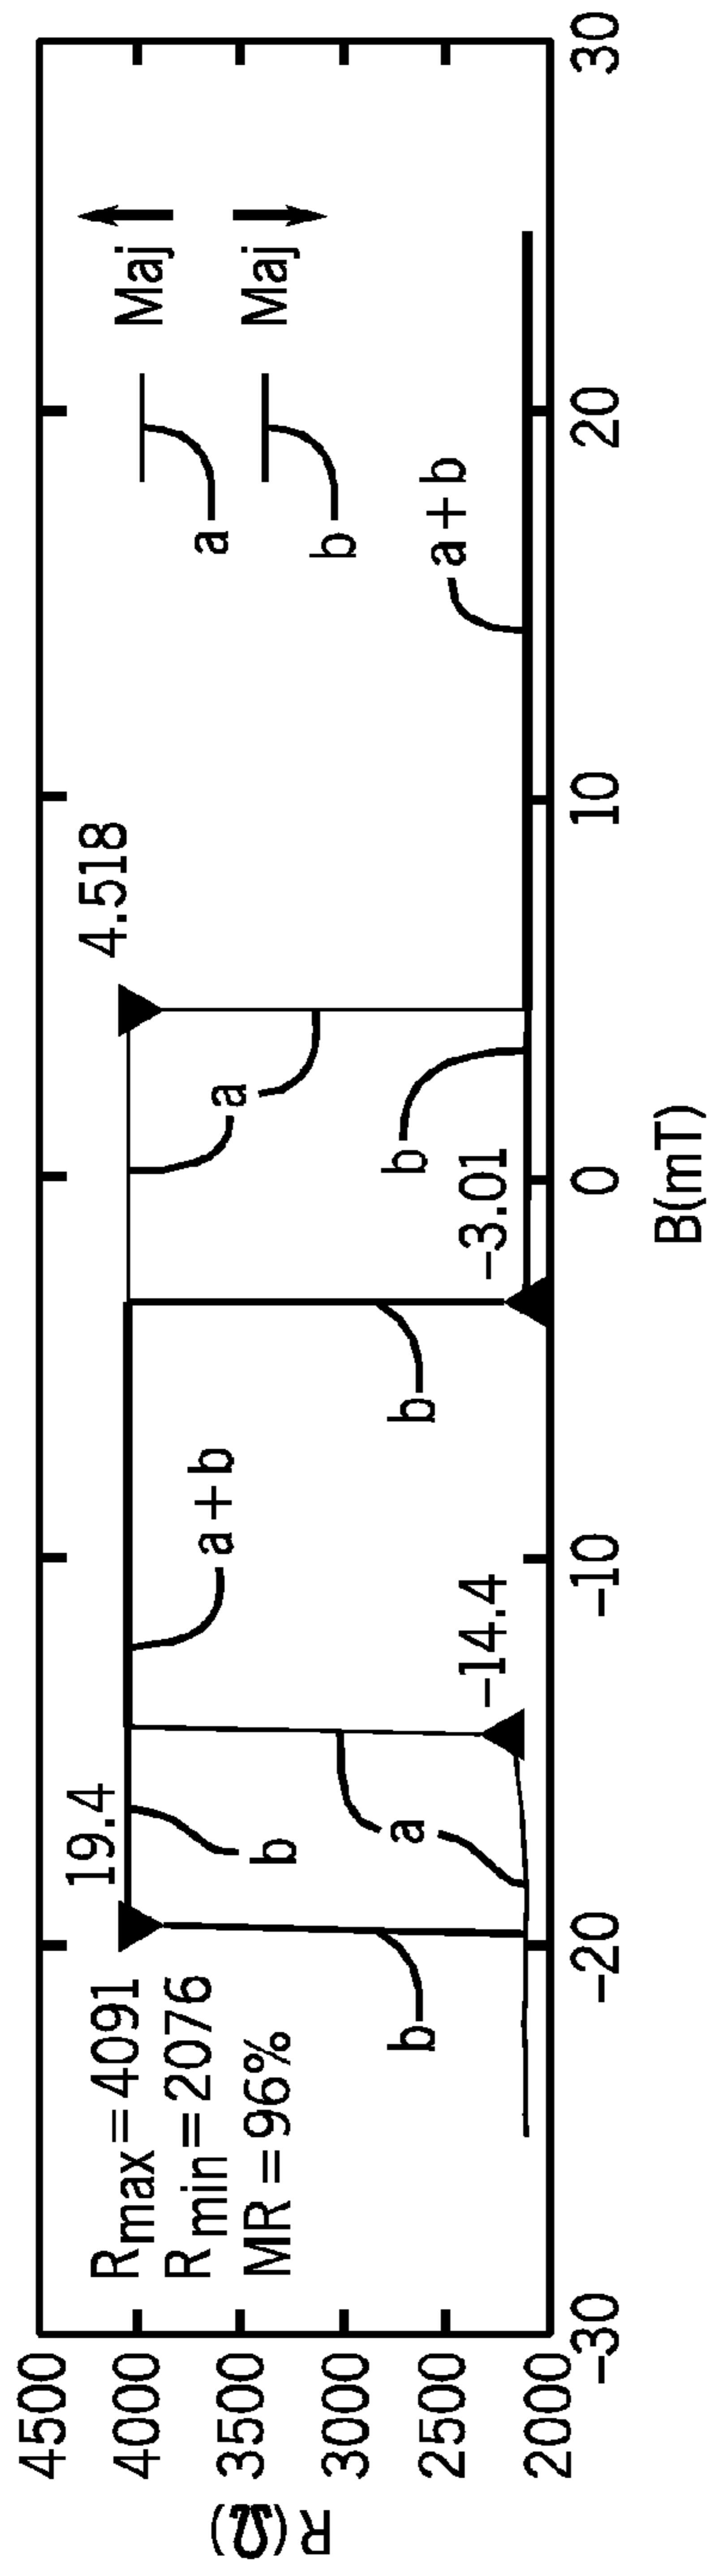 R(Ω)
4500
4000
3500
3000
2500
2000
Rmax=4091
Rmin=2076
MR=96%
19.4
4.518
-14.4
-3.01
b
b
a
a+b
b
a
b
a+b
a
Maj
b
Maj
-30
-20
-10
0
10
20
30
B(mT)